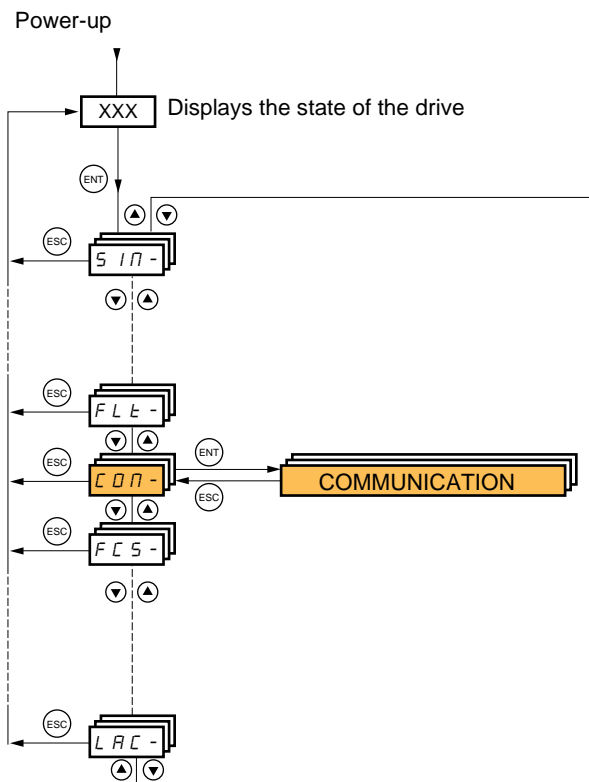 Power-up
XXX Displays the state of the drive
ENT
ESC
SIM-
ESC
FLt-
ESC
ENT
COM-
COMMUNICATION
ESC
ESC
FCS-
ESC
LAC-